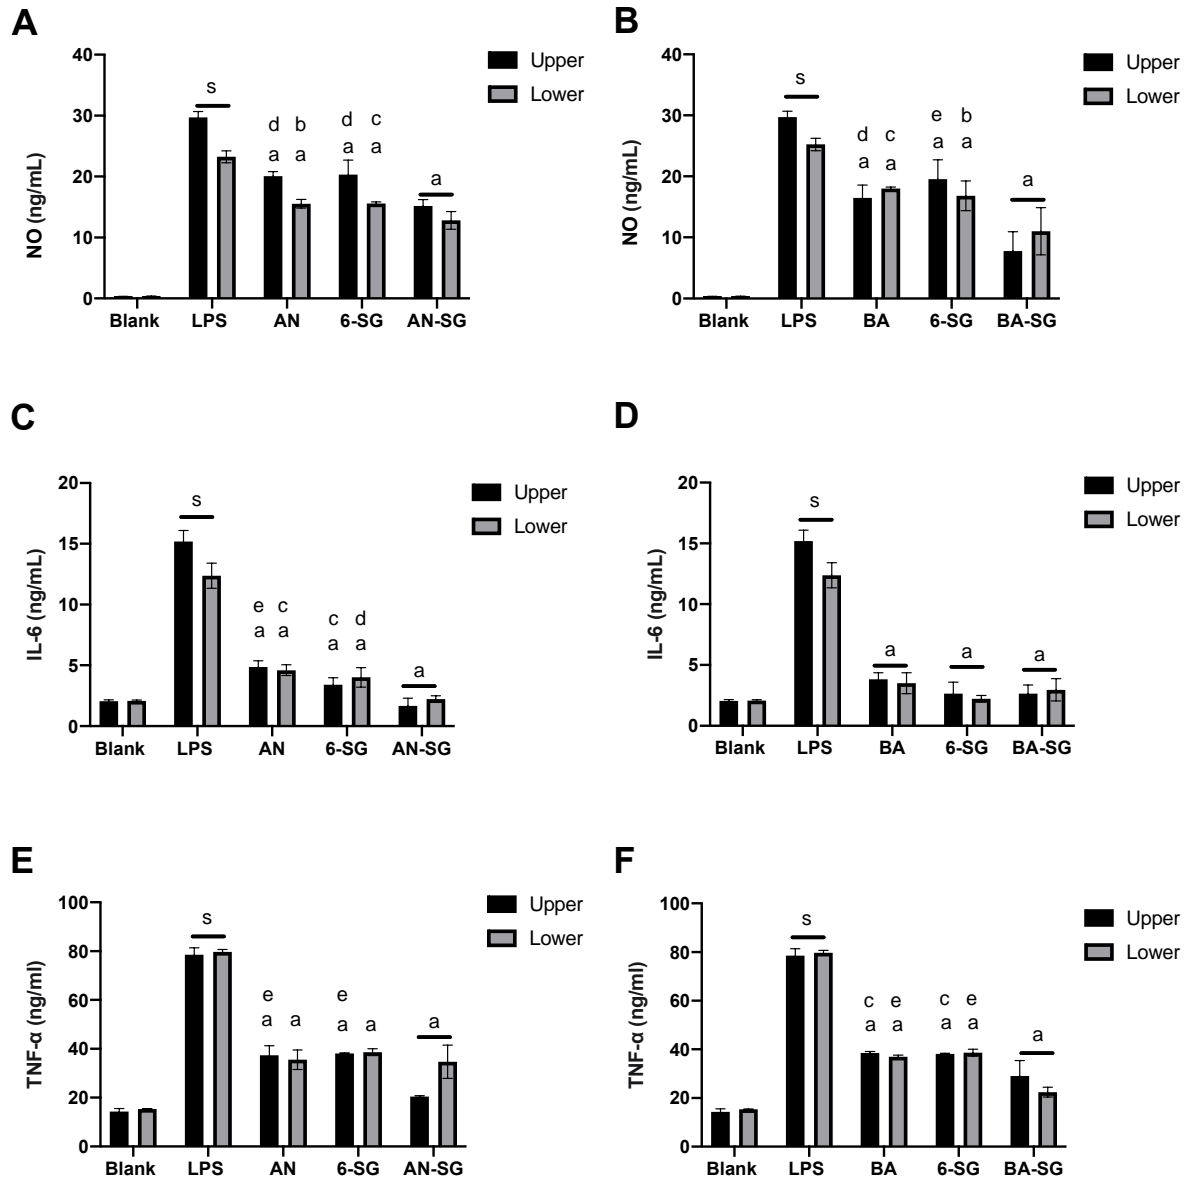 A
NO (ng/mL)
40
30
20
10
0
s
d b
a a
d c
a a
a
Blank LPS AN 6-SG AN-SG
Upper
Lower
B
NO (ng/mL)
40
30
20
10
0
s
d c
a a
e b
a a
a
Blank LPS BA 6-SG BA-SG
Upper
Lower
C
IL-6 (ng/mL)
20
15
10
5
0
s
e c
a a
c d
a a
a
Blank LPS AN 6-SG AN-SG
Upper
Lower
D
IL-6 (ng/mL)
20
15
10
5
0
s
a
a
a
Blank LPS BA 6-SG BA-SG
Upper
Lower
E
TNF-α (ng/ml)
100
80
60
40
20
0
s
e
a a
e
a a
a
Blank LPS AN 6-SG AN-SG
Upper
Lower
F
TNF-α (ng/ml)
100
80
60
40
20
0
s
c e
a a
c e
a a
a
Blank LPS BA 6-SG BA-SG
Upper
Lower